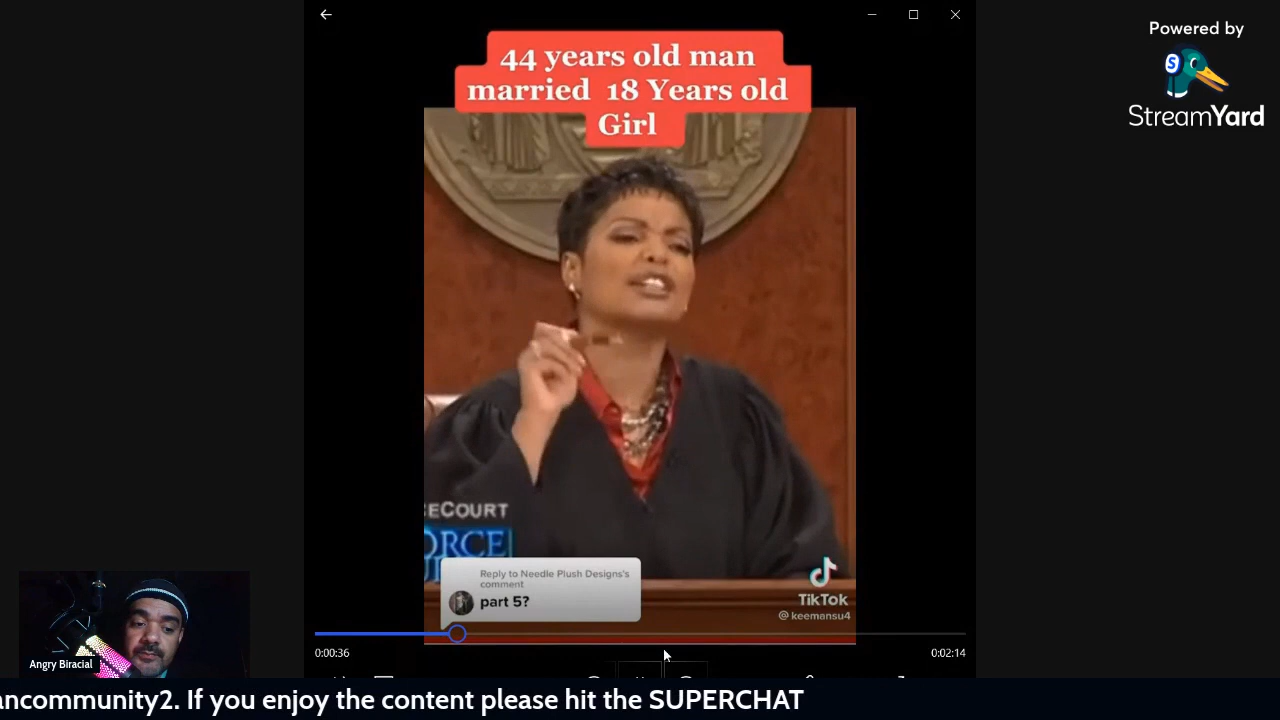 44 years old man
married 18 Years old
Girl
Powered by
StreamYard
ECOURT
ORCE
Reply to Needle Plush Designs's
comment
part 5?
TikTok
@keemansu4
0:00:36
0:02:14
Angry Biracial
ancommunity2. If you enjoy the content please hit the SUPERCHAT